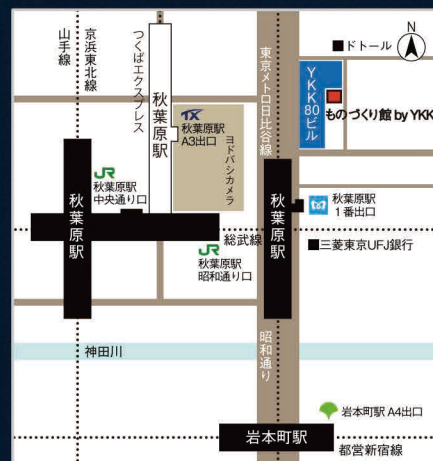 山手線
京浜東北線
つくばエクスプレス
秋葉原駅
TX
秋葉原駅
A3出口
ヨドバシカメラ
東京メトロ日比谷線
■ドトール
N
YKK80ビル
ものづくり館 by YKK
JR
秋葉原駅
中央通り口
秋葉原駅
総武線
JR
秋葉原駅
昭和通り口
秋葉原駅
秋葉原駅
1番出口
■三菱東京UFJ銀行
昭和通り
神田川
岩本町駅 A4出口
岩本町駅
都営新宿線